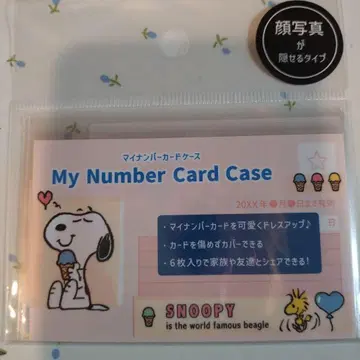 顔写真
が
隠せるタイプ
マイナンバーカードケース
My Number Card Case
20XX年●月●日まで有効
・マイナンバーカードを可愛くドレスアップ♪
・カードを傷めずカバーできる
・6枚入りで家族や友達とシェアできる!
SNOOPY
is the world famous beagle